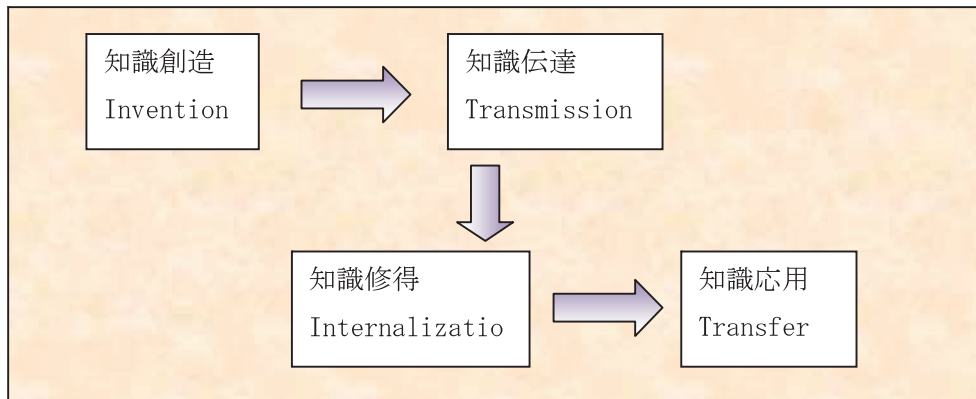 知識創造
Invention
知識伝達
Transmission
知識修得
Internalizatio
知識応用
Transfer